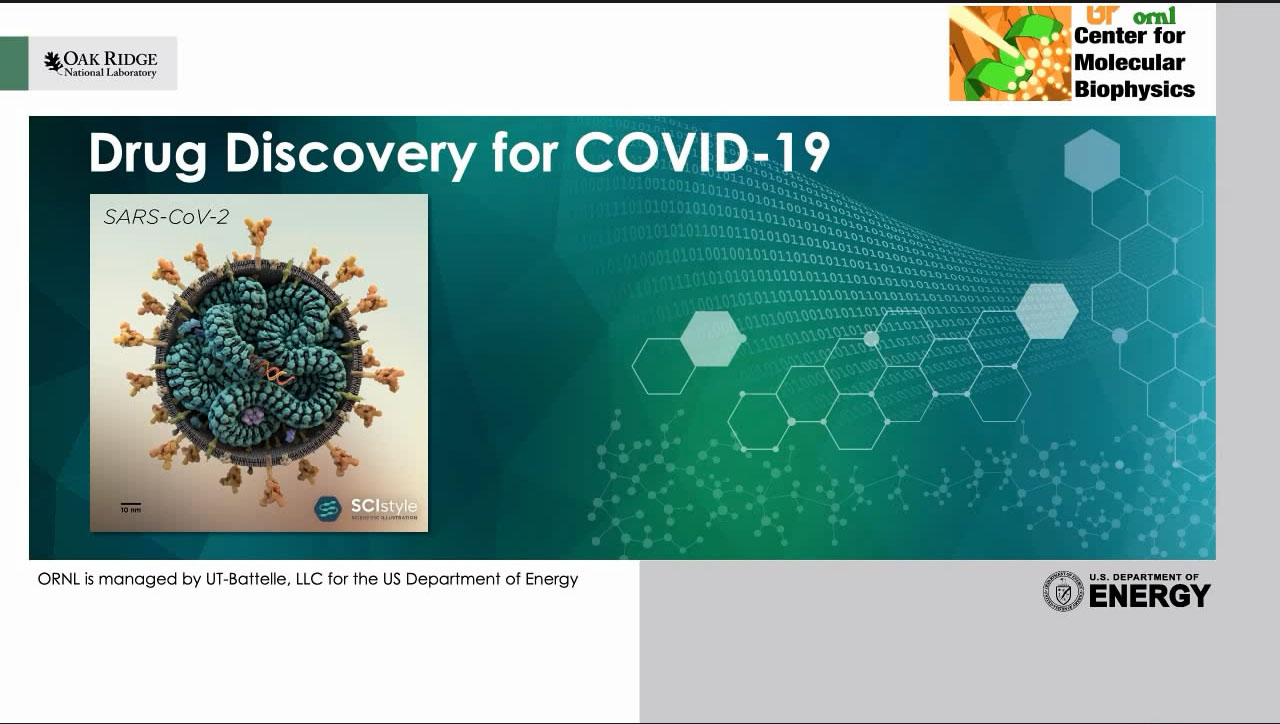 OAK RIDGE
National Laboratory
UT ornl
Center for
Molecular
Biophysics
Drug Discovery for COVID-19
SARS-CoV-2
10 nm
SCIstyle
SCIENTIFIC ILLUSTRATION
ORNL is managed by UT-Battelle, LLC for the US Department of Energy
U.S. DEPARTMENT OF
ENERGY